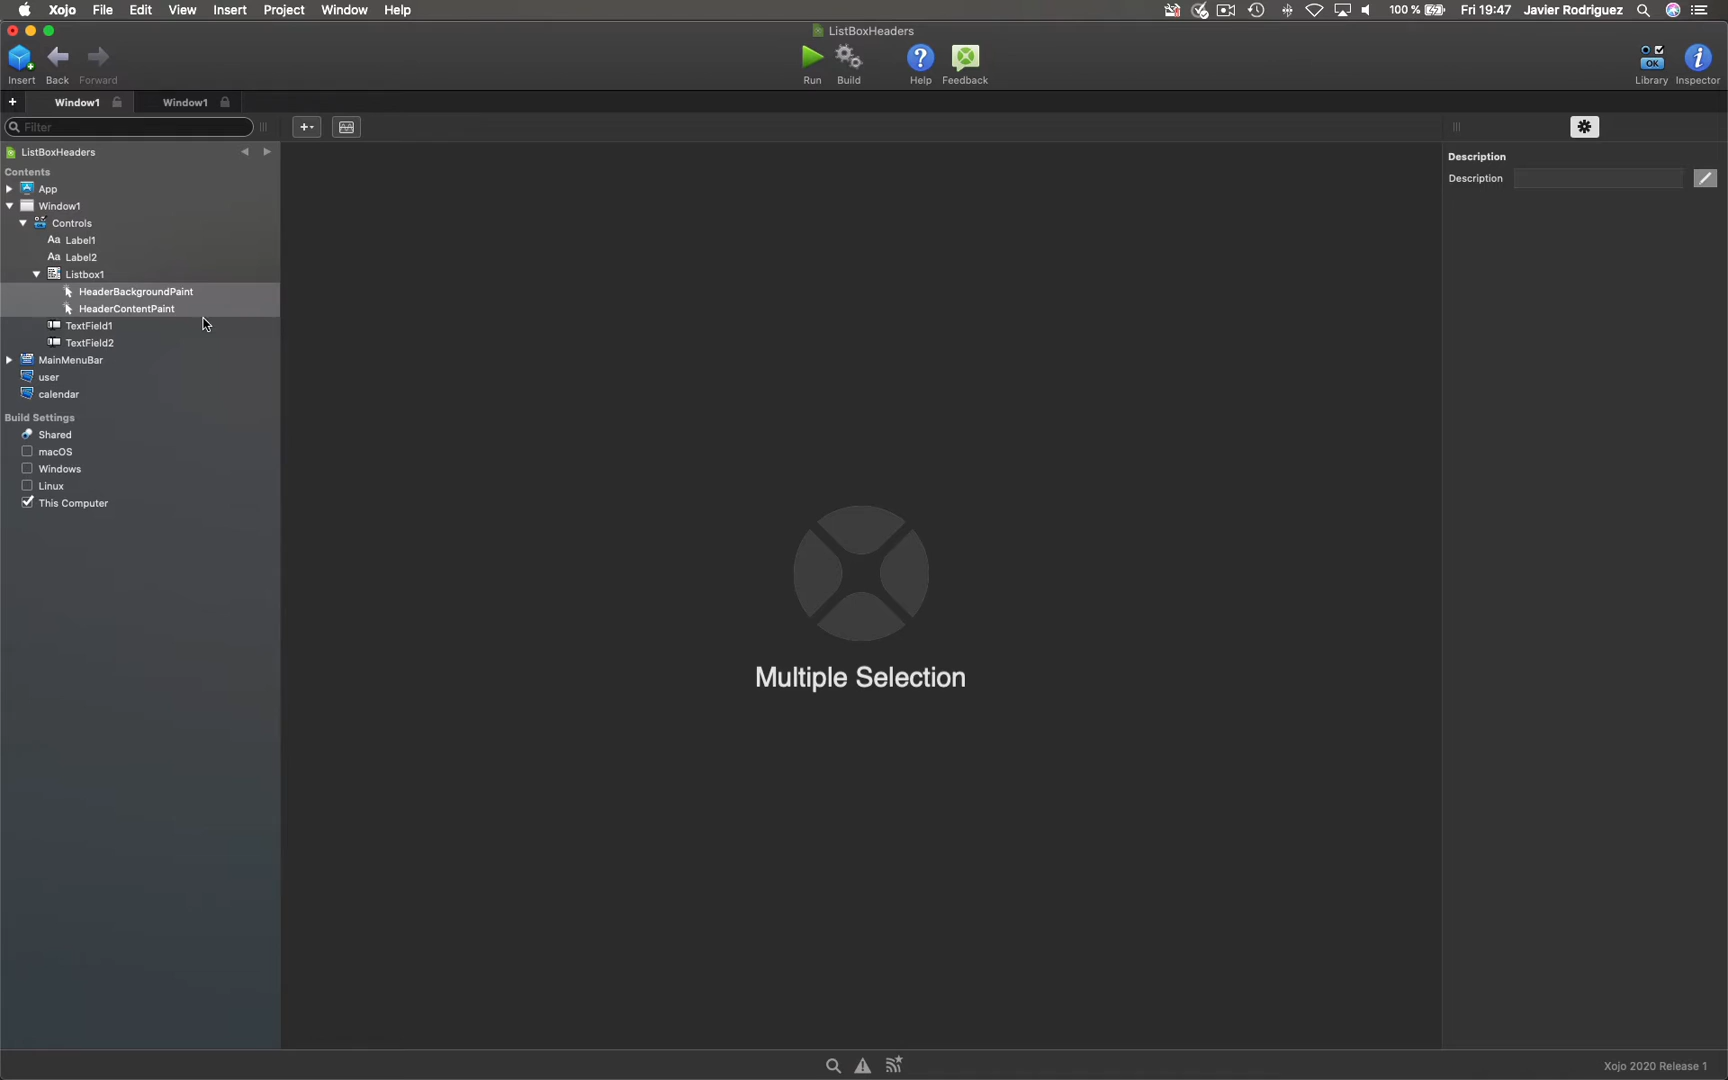 Xojo File Edit View Insert Project Window Help
100 % Fri 19:47 Javier Rodriguez
ListBoxHeaders
Insert Back Forward Run Build Help Feedback OK Library Inspector
Window1 Window1
Filter
ListBoxHeaders
Contents
App
Window1
Controls
Aa Label1
Aa Label2
Listbox1
HeaderBackgroundPaint
HeaderContentPaint
TextField1
TextField2
MainMenuBar
user
calendar
Build Settings
Shared
macOS
Windows
Linux
This Computer
Multiple Selection
Description
Description
Xojo 2020 Release 1